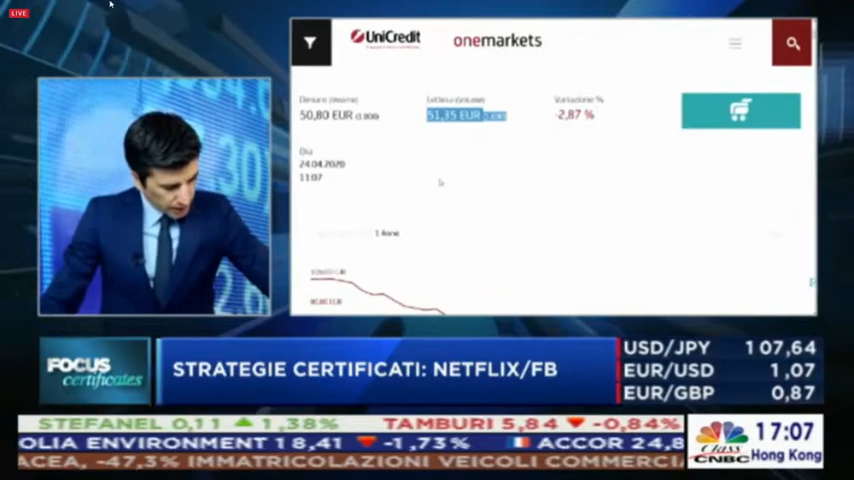 LIVE
UniCredit
onemarkets
Denaro (Volume)
Lettera (Volume)
Variazione %
50,80 EUR
51,35 EUR
-2,87 %
Ora
24.04.2020
11:07
1 Anno
FOCUS
certificates
STRATEGIE CERTIFICATI: NETFLIX/FB
USD/JPY 107,64
EUR/USD 1,07
EUR/GBP 0,87
STEFANEL 0,11 1,38% TAMBURI 5,84 -0,84%
OLIA ENVIRONMENT 18,41 -1,73% ACCOR 24,8
ACEA, -47,3% IMMATRICOLAZIONI VEICOLI COMMERCI
Class
CNBC
17:07
Hong Kong